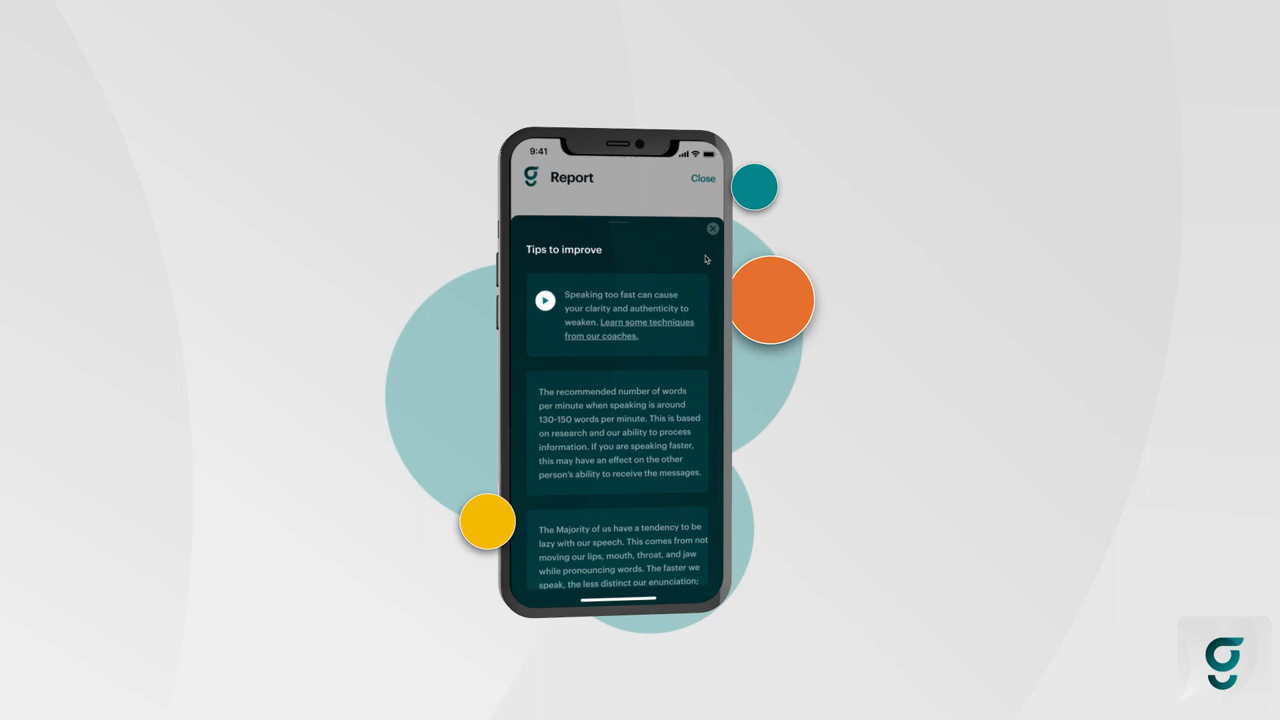 9:41
Report
Close
Tips to improve
Speaking too fast can cause
your clarity and authenticity to
weaken. Learn some techniques
from our coaches.
The recommended number of words
per minute when speaking is around
130-150 words per minute. This is based
on research and our ability to process
information. If you are speaking faster,
this may have an effect on the other
person's ability to receive the messages.
The Majority of us have a tendency to be
lazy with our speech. This comes from not
moving our lips, mouth, throat, and jaw
while pronouncing words. The faster we
speak, the less distinct our enunciation;